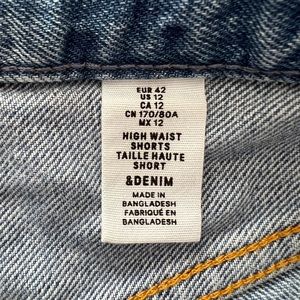 EUR 42
US 12
CA 12
CN 170/80A
MX 12
HIGH WAIST
SHORTS
TAILLE HAUTE
SHORT
&DENIM
MADE IN
BANGLADESH
FABRIQUÉ EN
BANGLADESH